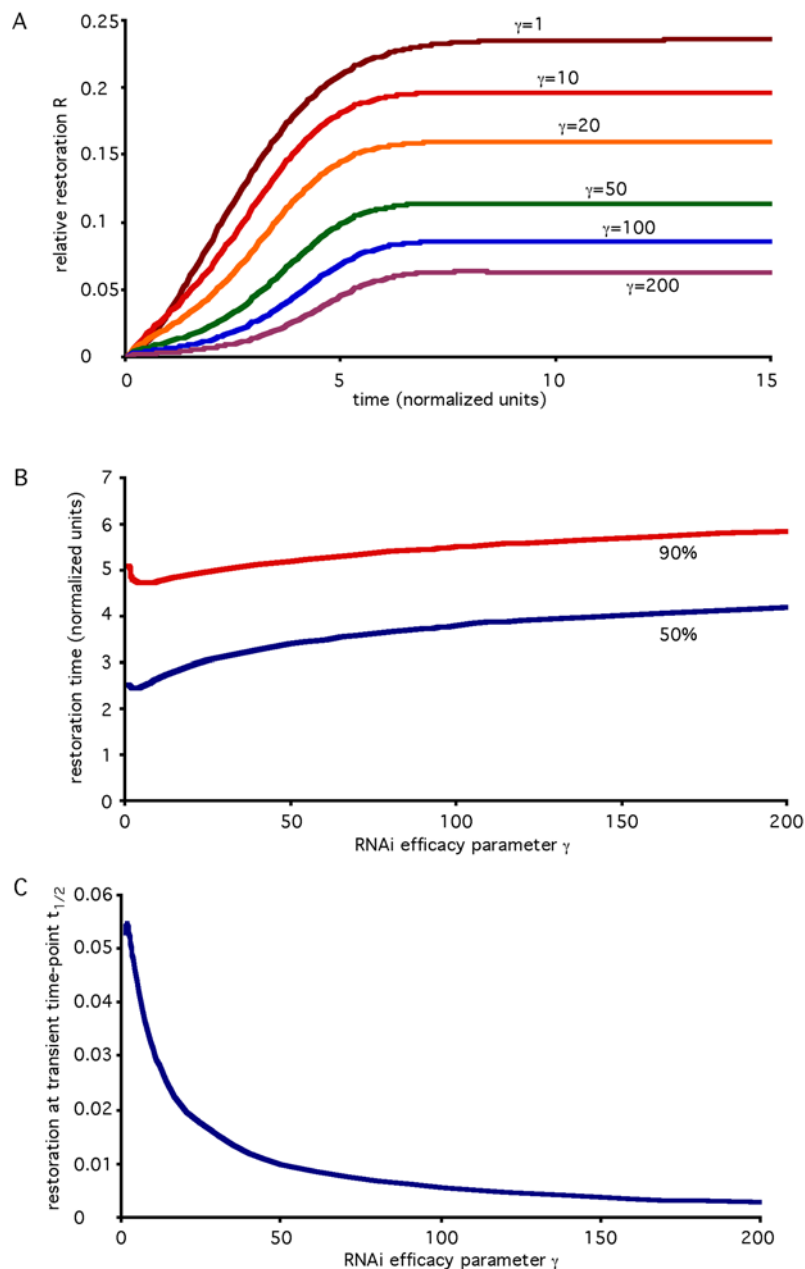 A
0.25
0.2
0.15
0.1
0.05
0
relative restoration R
γ=1
γ=10
γ=20
γ=50
γ=100
γ=200
0
5
10
15
time (normalized units)
B
7
6
5
4
3
2
1
0
restoration time (normalized units)
90%
50%
0
50
100
150
200
RNAi efficacy parameter γ
C
0.06
0.05
0.04
0.03
0.02
0.01
0
restoration at transient time-point t1/2
0
50
100
150
200
RNAi efficacy parameter γ